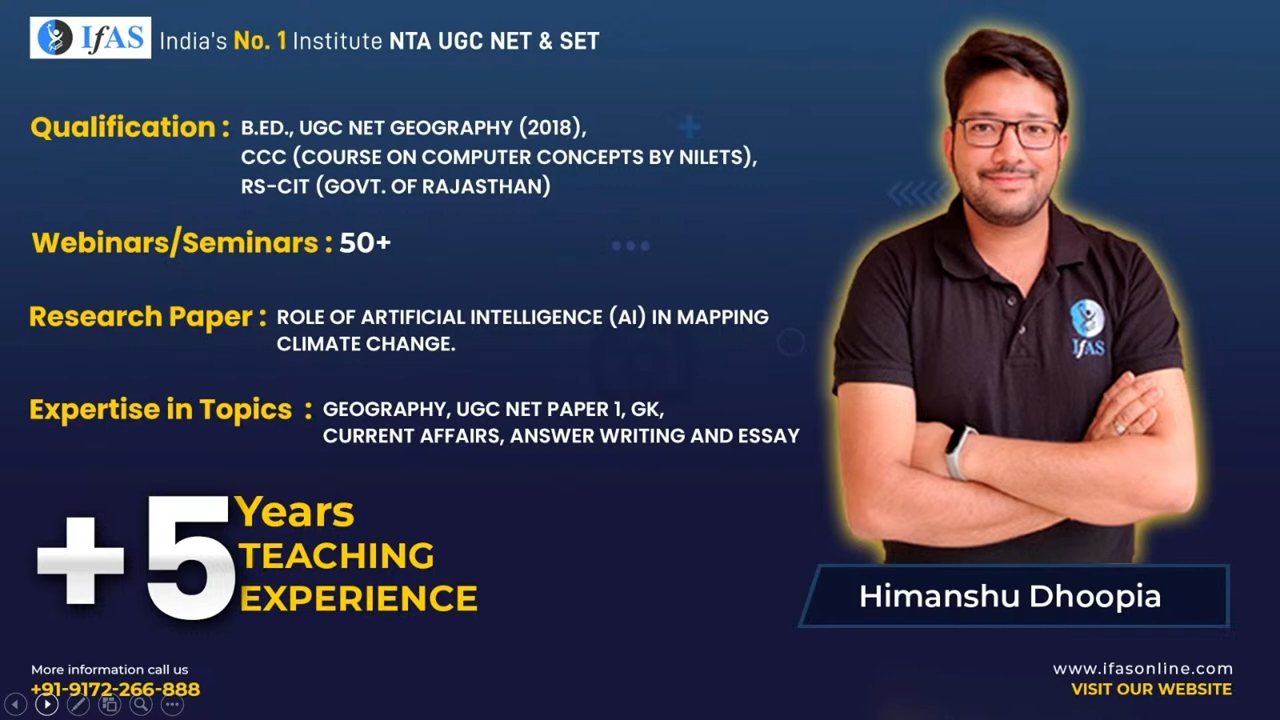 IfAS India's No. 1 Institute NTA UGC NET & SET
Qualification : B.ED., UGC NET GEOGRAPHY (2018),
CCC (COURSE ON COMPUTER CONCEPTS BY NILETS),
RS-CIT (GOVT. OF RAJASTHAN)
Webinars/Seminars : 50+
Research Paper : ROLE OF ARTIFICIAL INTELLIGENCE (AI) IN MAPPING
CLIMATE CHANGE.
Expertise in Topics : GEOGRAPHY, UGC NET PAPER 1, GK,
CURRENT AFFAIRS, ANSWER WRITING AND ESSAY
+5 Years
TEACHING
EXPERIENCE
IfAS
Himanshu Dhoopia
More information call us
+91-9172-266-888
www.ifasonline.com
VISIT OUR WEBSITE